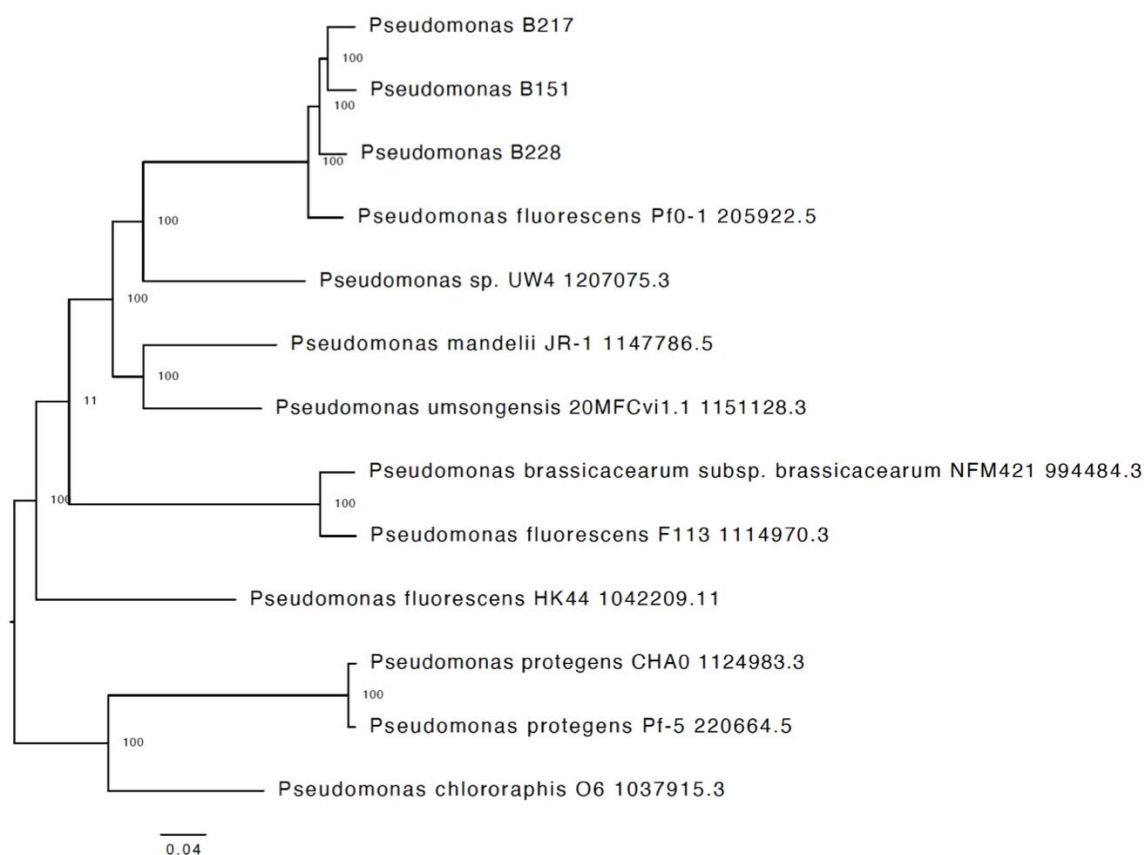 Pseudomonas B217
100
Pseudomonas B151
100
Pseudomonas B228
100
Pseudomonas fluorescens Pf0-1 205922.5
100
Pseudomonas sp. UW4 1207075.3
100
Pseudomonas mandelii JR-1 1147786.5
100
Pseudomonas umsongensis 20MFCvi1.1 1151128.3
11
Pseudomonas brassicacearum subsp. brassicacearum NFM421 994484.3
100
100
Pseudomonas fluorescens F113 1114970.3
Pseudomonas fluorescens HK44 1042209.11
Pseudomonas protegens CHA0 1124983.3
100
Pseudomonas protegens Pf-5 220664.5
100
Pseudomonas chlororaphis O6 1037915.3
0.04